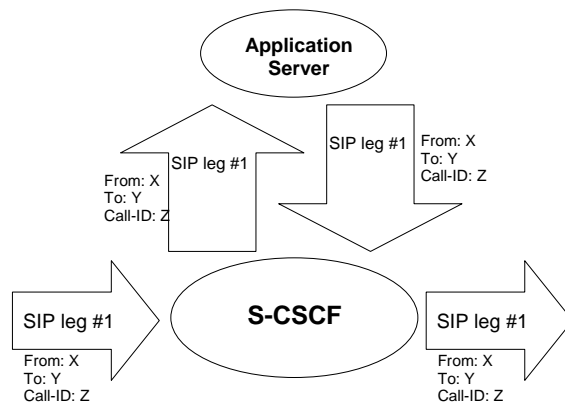 Application
Server
SIP leg #1
From: X
To: Y
Call-ID: Z
SIP leg #1
From: X
To: Y
Call-ID: Z
S-CSCF
SIP leg #1
From: X
To: Y
Call-ID: Z
SIP leg #1
From: X
To: Y
Call-ID: Z